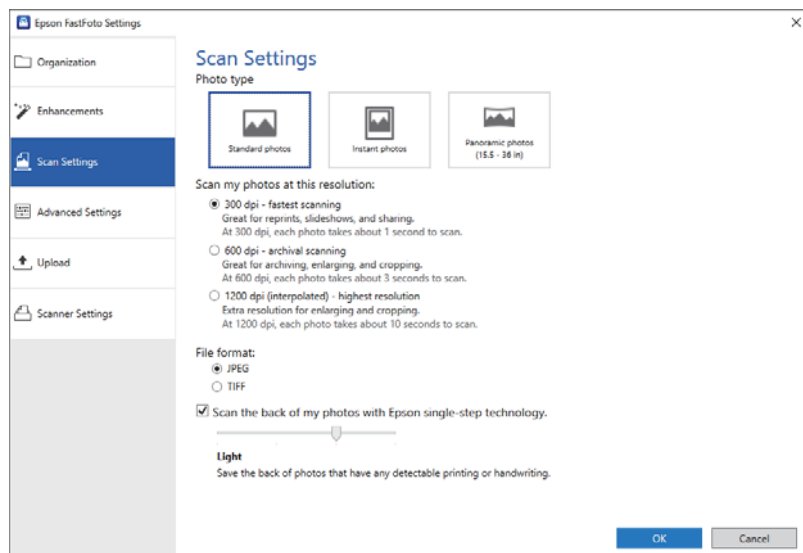 Epson FastFoto Settings
Organization
Enhancements
Scan Settings
Advanced Settings
Upload
Scanner Settings
Scan Settings
Photo type
Standard photos
Instant photos
Panoramic photos
(15.5 - 36 in)
Scan my photos at this resolution:
300 dpi - fastest scanning
Great for reprints, slideshows, and sharing.
At 300 dpi, each photo takes about 1 second to scan.
600 dpi - archival scanning
Great for archiving, enlarging, and cropping.
At 600 dpi, each photo takes about 3 seconds to scan.
1200 dpi (interpolated) - highest resolution
Extra resolution for enlarging and cropping.
At 1200 dpi, each photo takes about 10 seconds to scan.
File format:
JPEG
TIFF
Scan the back of my photos with Epson single-step technology.
Light
Save the back of photos that have any detectable printing or handwriting.
OK
Cancel